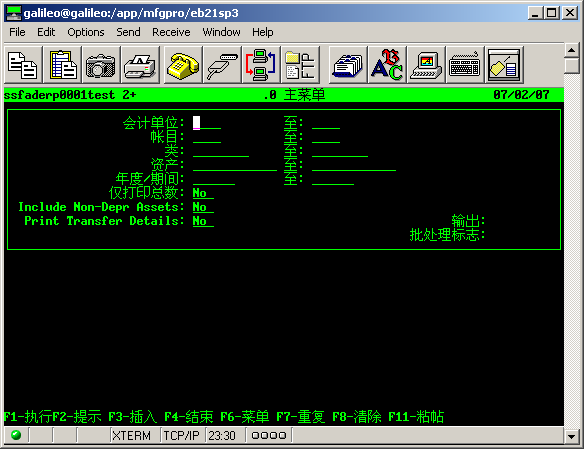 galileo@galileo:/app/mfgpro/eb21sp3
File Edit Options Send Receive Window Help
ABC
ssfaderp0001test 2+ .0 主菜单 07/02/07
会计单位: 至:
帐目: 至:
类: 至:
资产: 至:
年度/期间: 至:
仅打印总数: No
Include Non-Depr Assets: No
Print Transfer Details: No 输出:
批处理标志:
F1-执行F2-提示 F3-插入 F4-结束 F6-菜单 F7-重复 F8-清除 F11-粘帖
XTERM TCP/IP 23:30